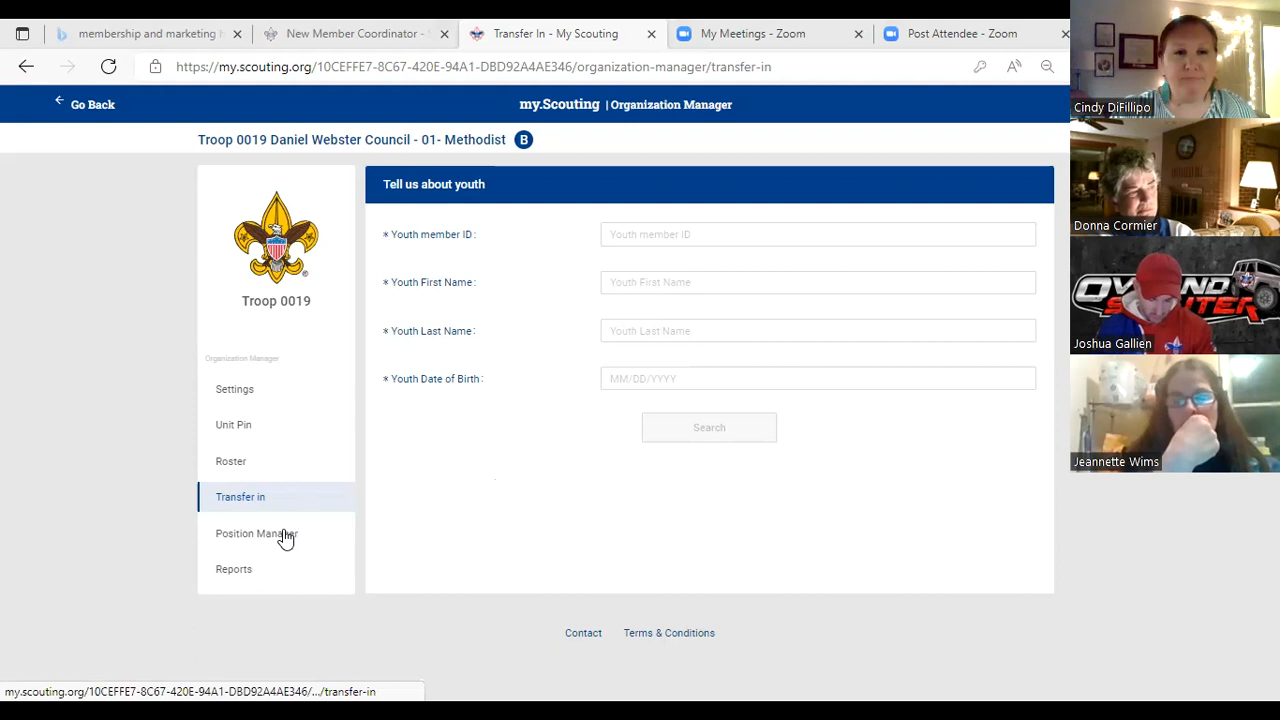 membership and marketing h
New Member Coordinator -
Transfer In - My Scouting
My Meetings - Zoom
Post Attendee - Zoom
https://my.scouting.org/10CEFFE7-8C67-420E-94A1-DBD92A4AE346/organization-manager/transfer-in
Go Back
my.Scouting | Organization Manager
Troop 0019 Daniel Webster Council - 01- Methodist B
Troop 0019
Organization Manager
Settings
Unit Pin
Roster
Transfer in
Position Manager
Reports
Tell us about youth
* Youth member ID: Youth member ID
* Youth First Name: Youth First Name
* Youth Last Name: Youth Last Name
* Youth Date of Birth: MM/DD/YYYY
Search
Contact Terms & Conditions
my.scouting.org/10CEFFE7-8C67-420E-94A1-DBD92A4AE346/.../transfer-in
Cindy DiFillipo
Donna Cormier
Joshua Gallien
Jeannette Wims